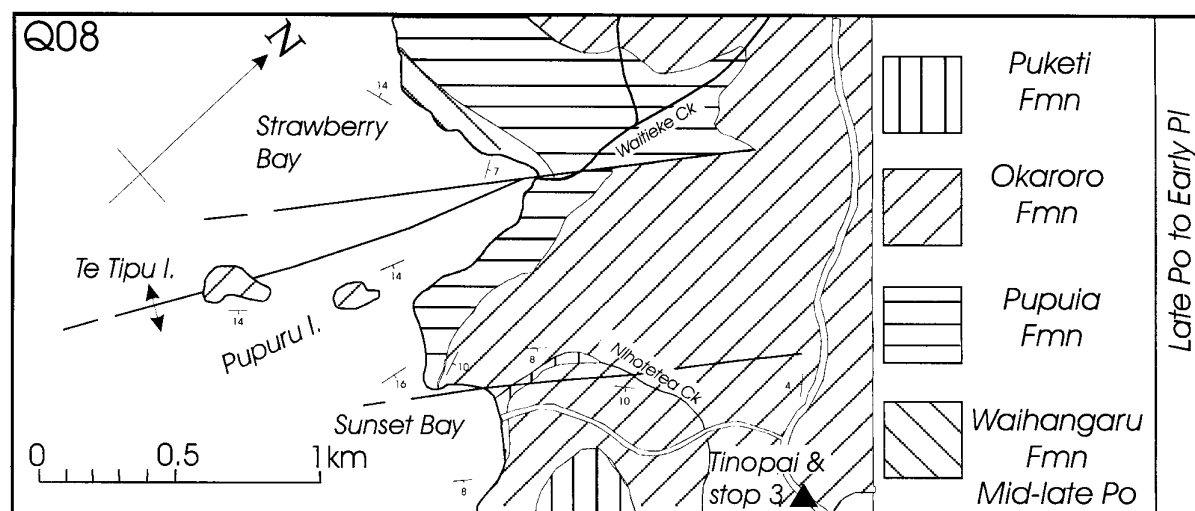 Q08
N
Strawberry
Bay
14
7
Waitieke Ck
Te Tipu I.
14
Pupuru I.
14
16
10
8
Nihotetea Ck
10
4
Sunset Bay
8
Tinopai &
stop 3
0
0.5
1km
Puketi
Fmn
Okaroro
Fmn
Pupuia
Fmn
Waihangaru
Fmn
Mid-late Po
Late Po to Early Pl